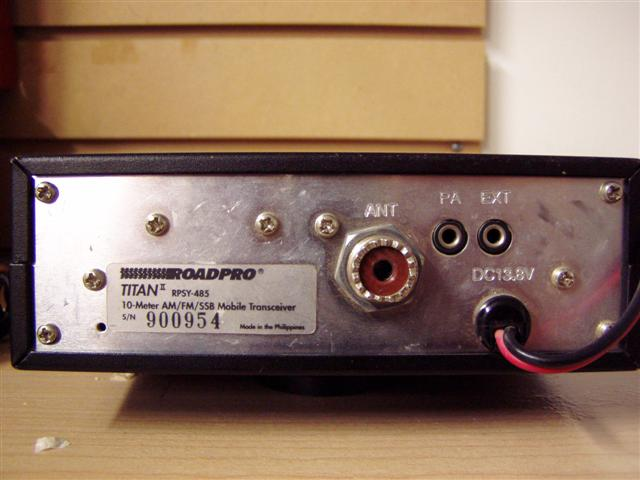 ANT
PA EXT
DC13.8V
ROADPRO®
TITAN II RPSY-485
10-Meter AM/FM/SSB Mobile Transceiver
S/N 900954 Made in the Philippines